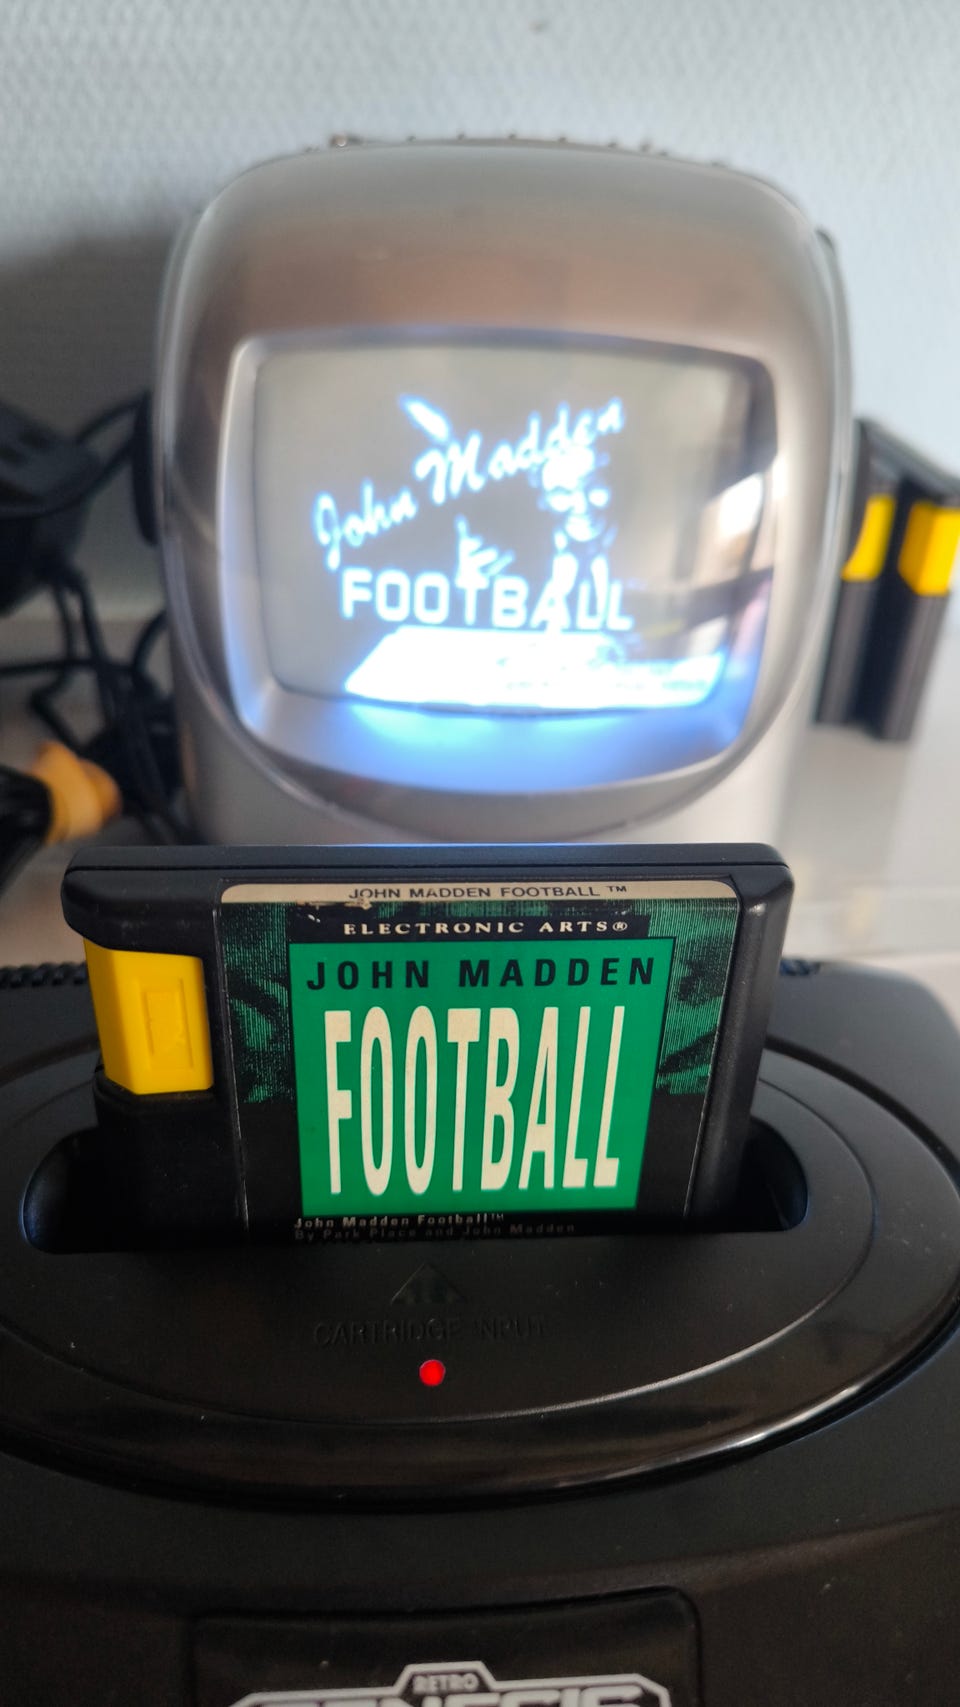 John Madden
FOOTBALL
JOHN MADDEN FOOTBALL ™
ELECTRONIC ARTS®
JOHN MADDEN
FOOTBALL
John Madden Football™
By Park Place and John Madden
CARTRIDGE INPUT
RETRO
GENESIS